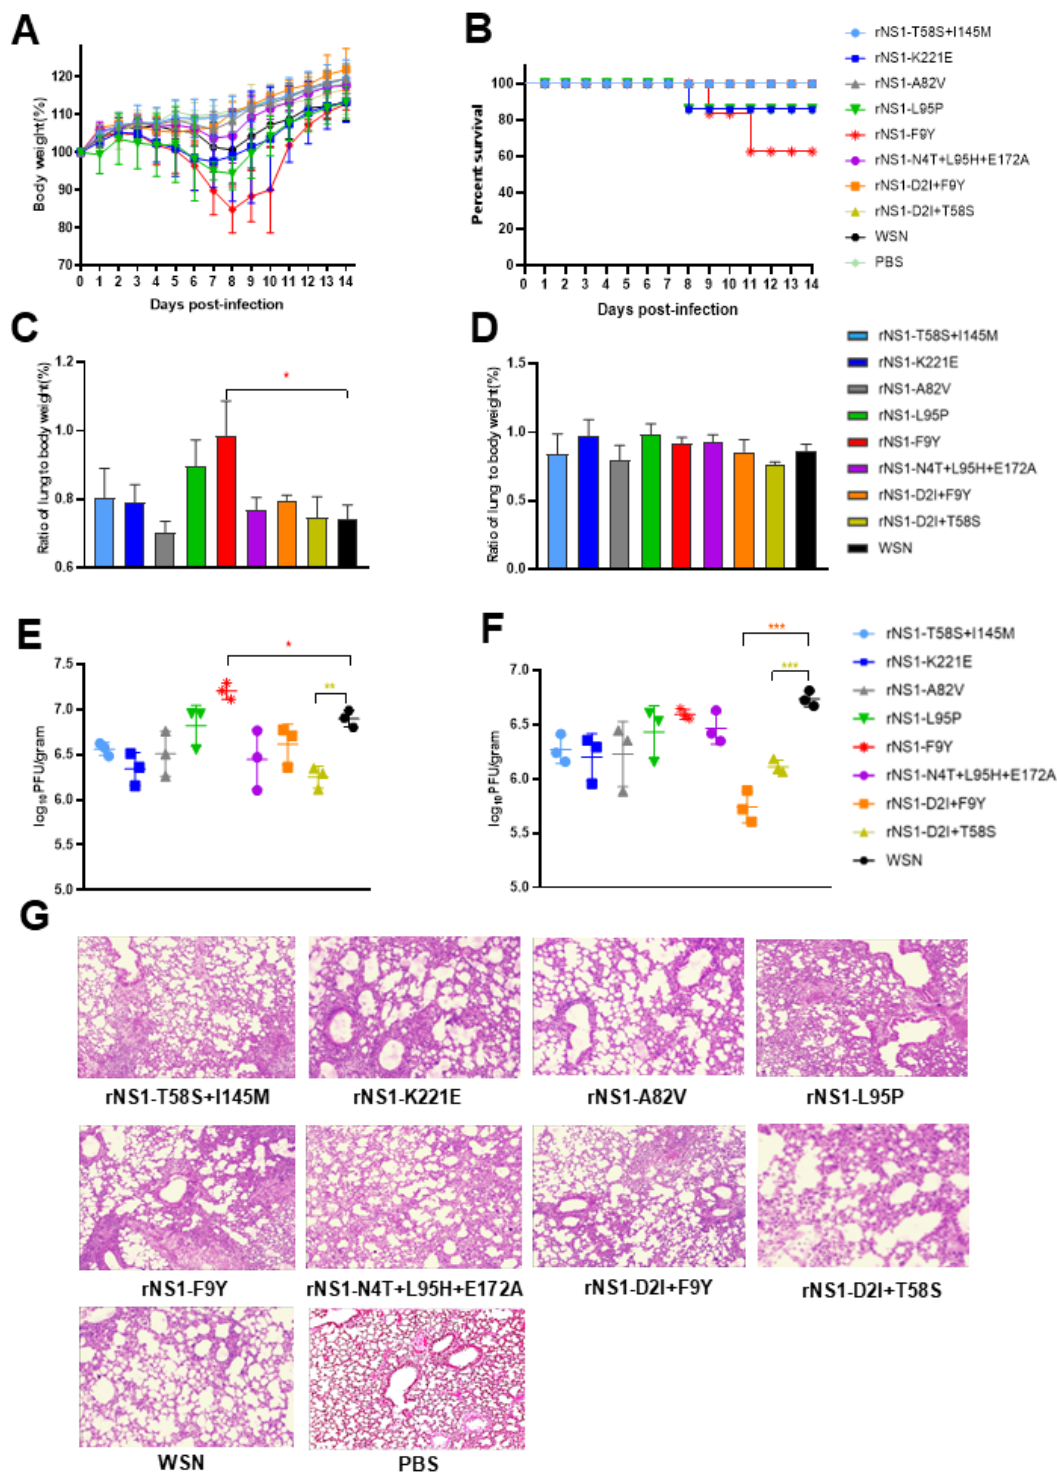 A
120
110
100
90
80
70
Body weight(%)
0 1 2 3 4 5 6 7 8 9 10 11 12 13 14
Days post-infection
B
100
80
60
40
20
0
Percent survival
0 1 2 3 4 5 6 7 8 9 10 11 12 13 14
Days post-infection
rNS1-T58S+I145M
rNS1-K221E
rNS1-A82V
rNS1-L95P
rNS1-F9Y
rNS1-N4T+L95H+E172A
rNS1-D2I+F9Y
rNS1-D2I+T58S
WSN
PBS
C
1.2
1.0
0.8
0.6
Ratio of lung to body weight(%)
*
D
1.5
1.0
0.5
0.0
Ratio of lung to body weight(%)
rNS1-T58S+I145M
rNS1-K221E
rNS1-A82V
rNS1-L95P
rNS1-F9Y
rNS1-N4T+L95H+E172A
rNS1-D2I+F9Y
rNS1-D2I+T58S
WSN
E
7.5
7.0
6.5
6.0
5.5
5.0
log₁₀PFU/gram
*
**
F
7.0
6.5
6.0
5.5
5.0
log₁₀PFU/gram
***
***
rNS1-T58S+I145M
rNS1-K221E
rNS1-A82V
rNS1-L95P
rNS1-F9Y
rNS1-N4T+L95H+E172A
rNS1-D2I+F9Y
rNS1-D2I+T58S
WSN
G
rNS1-T58S+I145M
rNS1-K221E
rNS1-A82V
rNS1-L95P
rNS1-F9Y
rNS1-N4T+L95H+E172A
rNS1-D2I+F9Y
rNS1-D2I+T58S
WSN
PBS